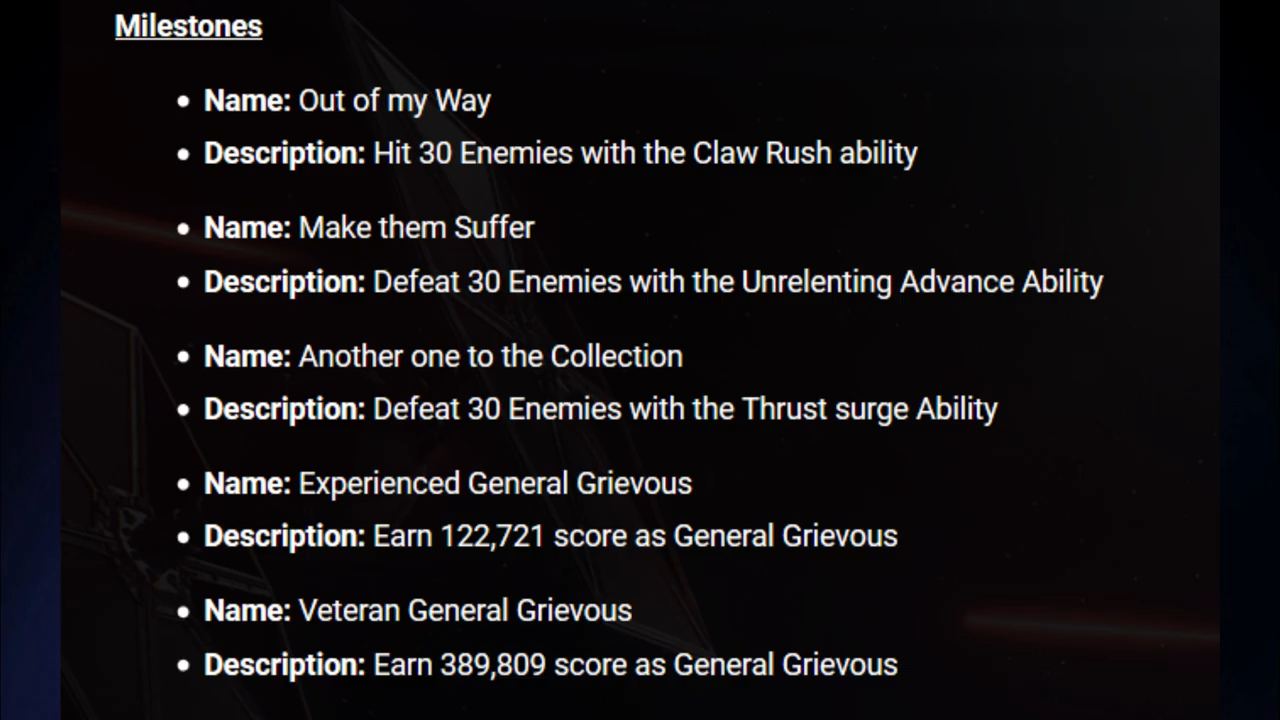 Milestones
Name: Out of my Way
Description: Hit 30 Enemies with the Claw Rush ability
Name: Make them Suffer
Description: Defeat 30 Enemies with the Unrelenting Advance Ability
Name: Another one to the Collection
Description: Defeat 30 Enemies with the Thrust surge Ability
Name: Experienced General Grievous
Description: Earn 122,721 score as General Grievous
Name: Veteran General Grievous
Description: Earn 389,809 score as General Grievous